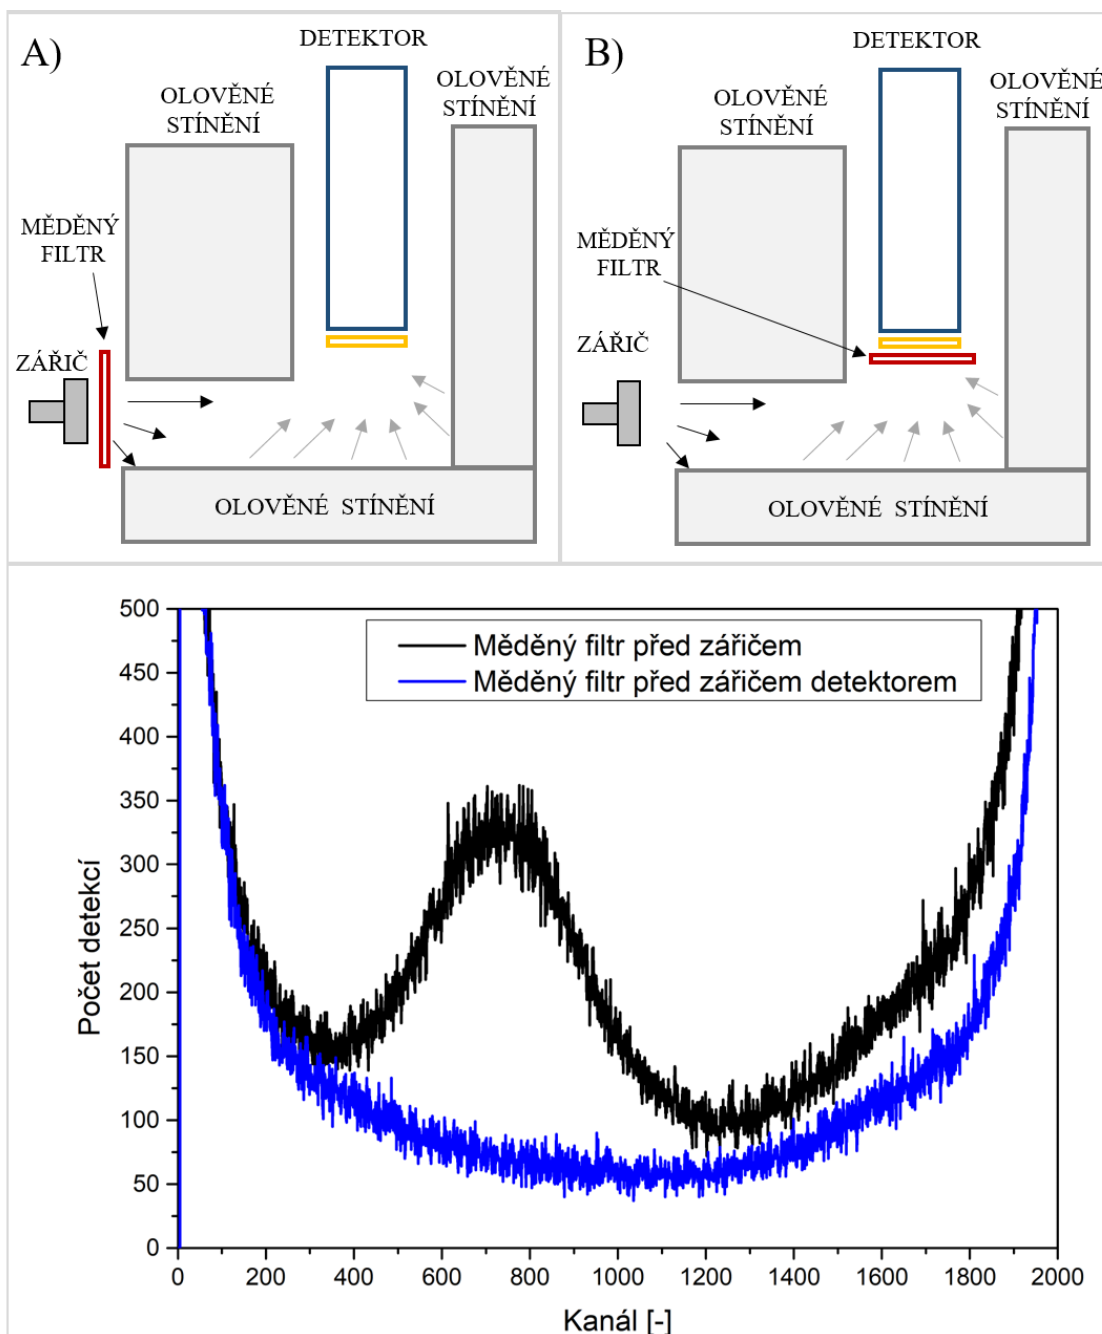 A)
DETEKTOR
OLOVĚNÉ
STÍNĚNÍ
OLOVĚNÉ
STÍNĚNÍ
MĚDĚNÝ
FILTR
ZÁŘIČ
OLOVĚNÉ STÍNĚNÍ
B)
DETEKTOR
OLOVĚNÉ
STÍNĚNÍ
OLOVĚNÉ
STÍNĚNÍ
MĚDĚNÝ
FILTR
ZÁŘIČ
OLOVĚNÉ STÍNĚNÍ
Měděný filtr před zářičem
Měděný filtr před zářičem detektorem
Počet detekcí
500
450
400
350
300
250
200
150
100
50
0
0 200 400 600 800 1000 1200 1400 1600 1800 2000
Kanál [-]